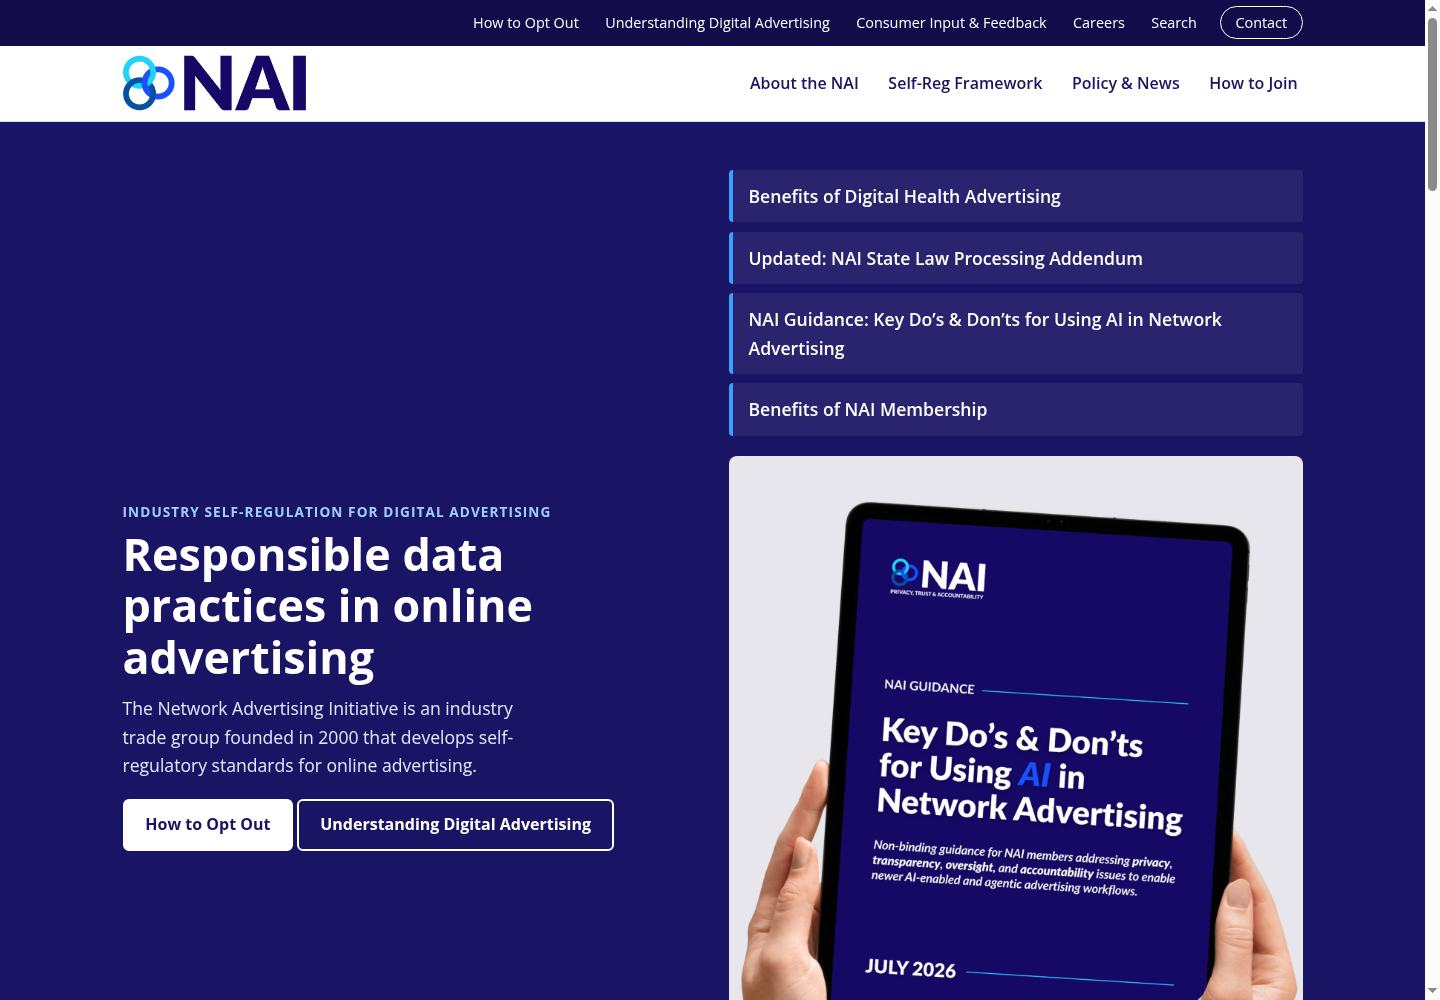 How to Opt Out
Understanding Digital Advertising
Consumer Input & Feedback
Careers
Search
Contact
NAI
About the NAI
Self-Reg Framework
Policy & News
How to Join
Benefits of Digital Health Advertising
Updated: NAI State Law Processing Addendum
NAI Guidance: Key Do’s & Don’ts for Using AI in Network
Advertising
Benefits of NAI Membership
INDUSTRY SELF-REGULATION FOR DIGITAL ADVERTISING
Responsible data
practices in online
advertising
The Network Advertising Initiative is an industry
trade group founded in 2000 that develops self-
regulatory standards for online advertising.
How to Opt Out
Understanding Digital Advertising
NAI
PRIVACY, TRUST & ACCOUNTABILITY
NAI GUIDANCE
Key Do’s & Don’ts
for Using AI in
Network Advertising
Non-binding guidance for NAI members addressing privacy,
transparency, oversight, and accountability issues to enable
newer AI-enabled and agentic advertising workflows.
JULY 2026